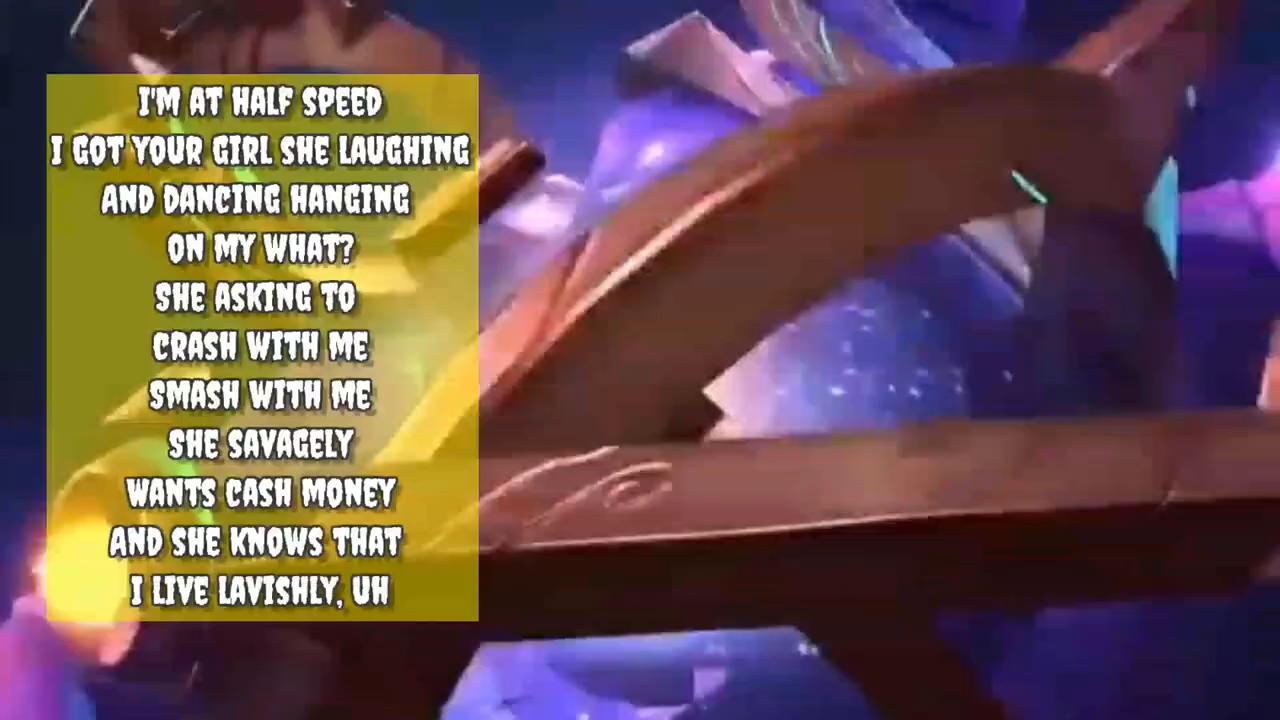 I'M AT HALF SPEED
I GOT YOUR GIRL SHE LAUGHING
AND DANCING HANGING
ON MY WHAT?
SHE ASKING TO
CRASH WITH ME
SMASH WITH ME
SHE SAVAGELY
WANTS CASH MONEY
AND SHE KNOWS THAT
I LIVE LAVISHLY, UH